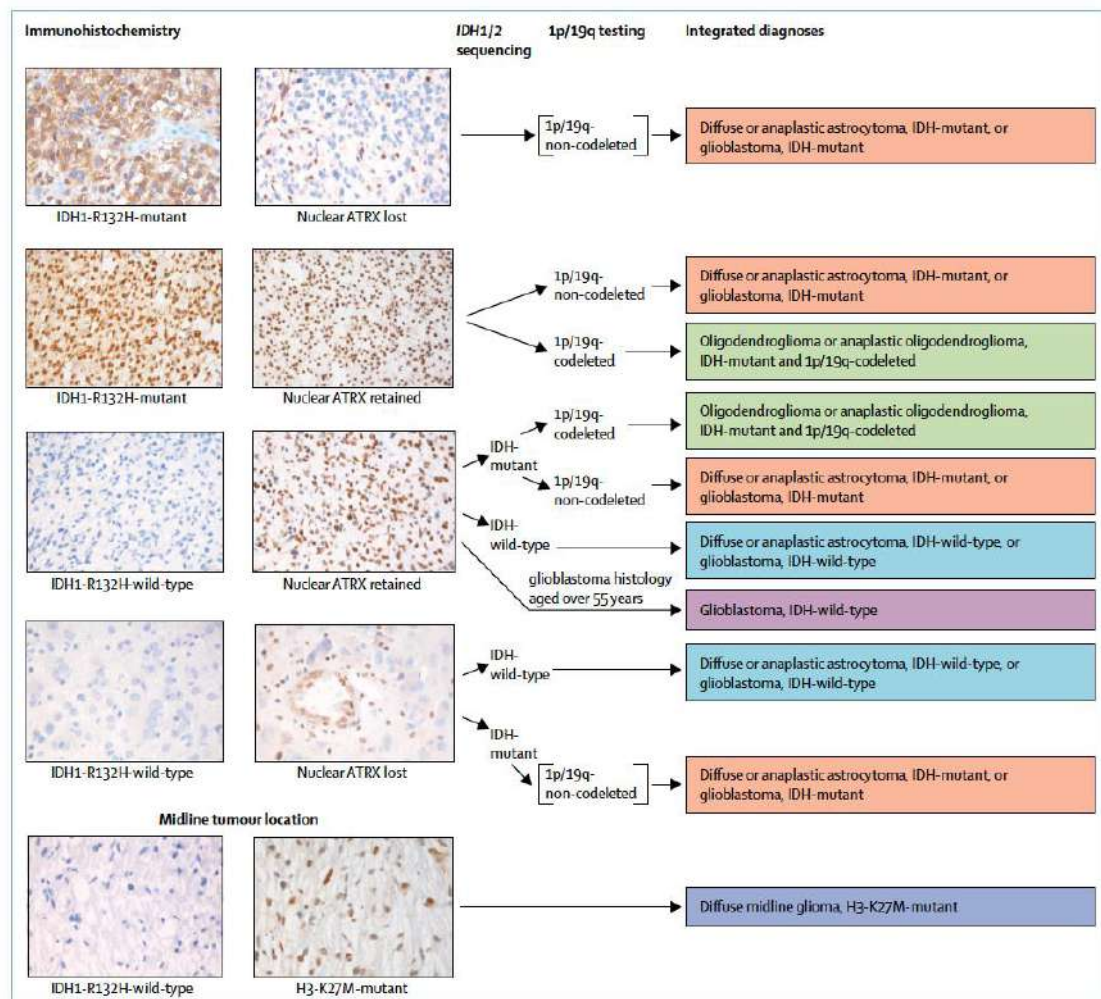 Immunohistochemistry
IDH1/2
sequencing
1p/19q testing
Integrated diagnoses
1p/19q-
non-codeleted
Diffuse or anaplastic astrocytoma, IDH-mutant, or
glioblastoma, IDH-mutant
IDH1-R132H-mutant
Nuclear ATRX lost
1p/19q-
non-codeleted
Diffuse or anaplastic astrocytoma, IDH-mutant, or
glioblastoma, IDH-mutant
1p/19q-
codeleted
Oligodendroglioma or anaplastic oligodendroglioma,
IDH-mutant and 1p/19q-codeleted
IDH1-R132H-mutant
Nuclear ATRX retained
IDH-
mutant
1p/19q-
codeleted
Oligodendroglioma or anaplastic oligodendroglioma,
IDH-mutant and 1p/19q-codeleted
1p/19q-
non-codeleted
Diffuse or anaplastic astrocytoma, IDH-mutant, or
glioblastoma, IDH-mutant
IDH-
wild-type
Diffuse or anaplastic astrocytoma, IDH-wild-type, or
glioblastoma, IDH-wild-type
IDH1-R132H-wild-type
Nuclear ATRX retained
glioblastoma histology
aged over 55 years
Glioblastoma, IDH-wild-type
IDH-
wild-type
Diffuse or anaplastic astrocytoma, IDH-wild-type, or
glioblastoma, IDH-wild-type
IDH-
mutant
1p/19q-
non-codeleted
Diffuse or anaplastic astrocytoma, IDH-mutant, or
glioblastoma, IDH-mutant
IDH1-R132H-wild-type
Nuclear ATRX lost
Midline tumour location
Diffuse midline glioma, H3-K27M-mutant
IDH1-R132H-wild-type
H3-K27M-mutant